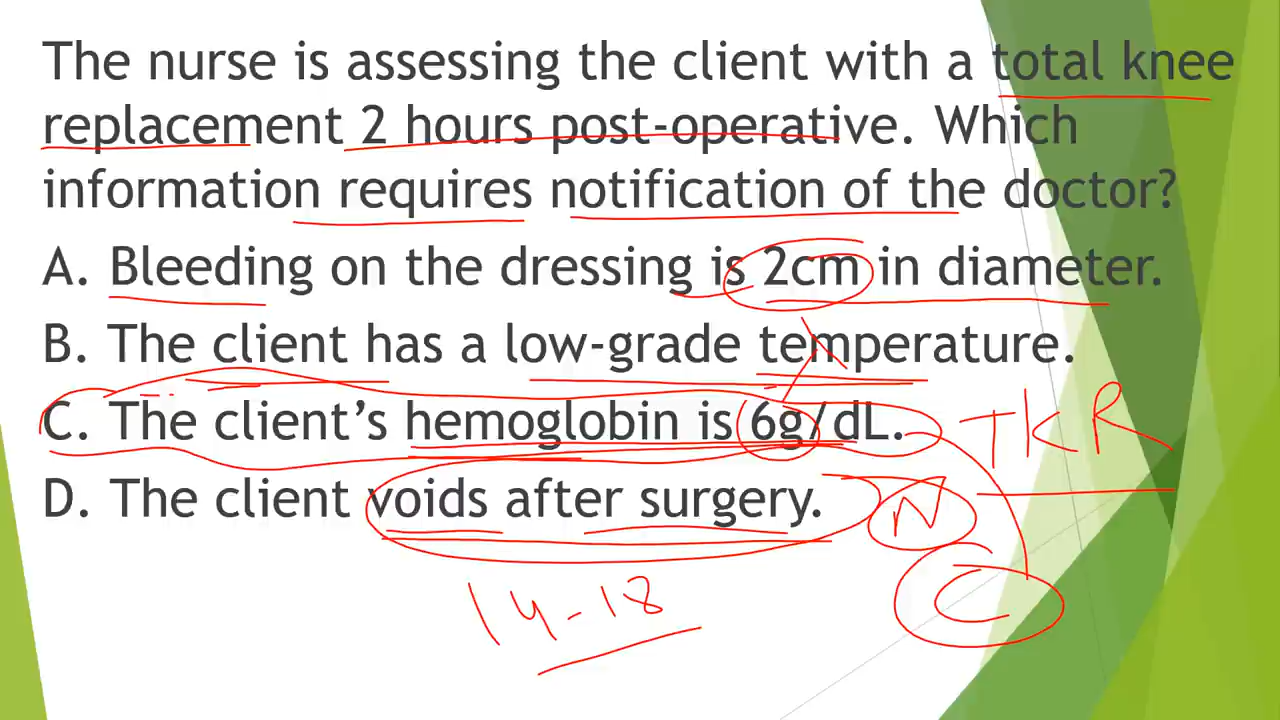 The nurse is assessing the client with a total knee
replacement 2 hours post-operative. Which
information requires notification of the doctor?
A. Bleeding on the dressing is 2cm in diameter.
B. The client has a low-grade temperature.
C. The client’s hemoglobin is 6g/dL.
TKR
D. The client voids after surgery.
N
C
14-18